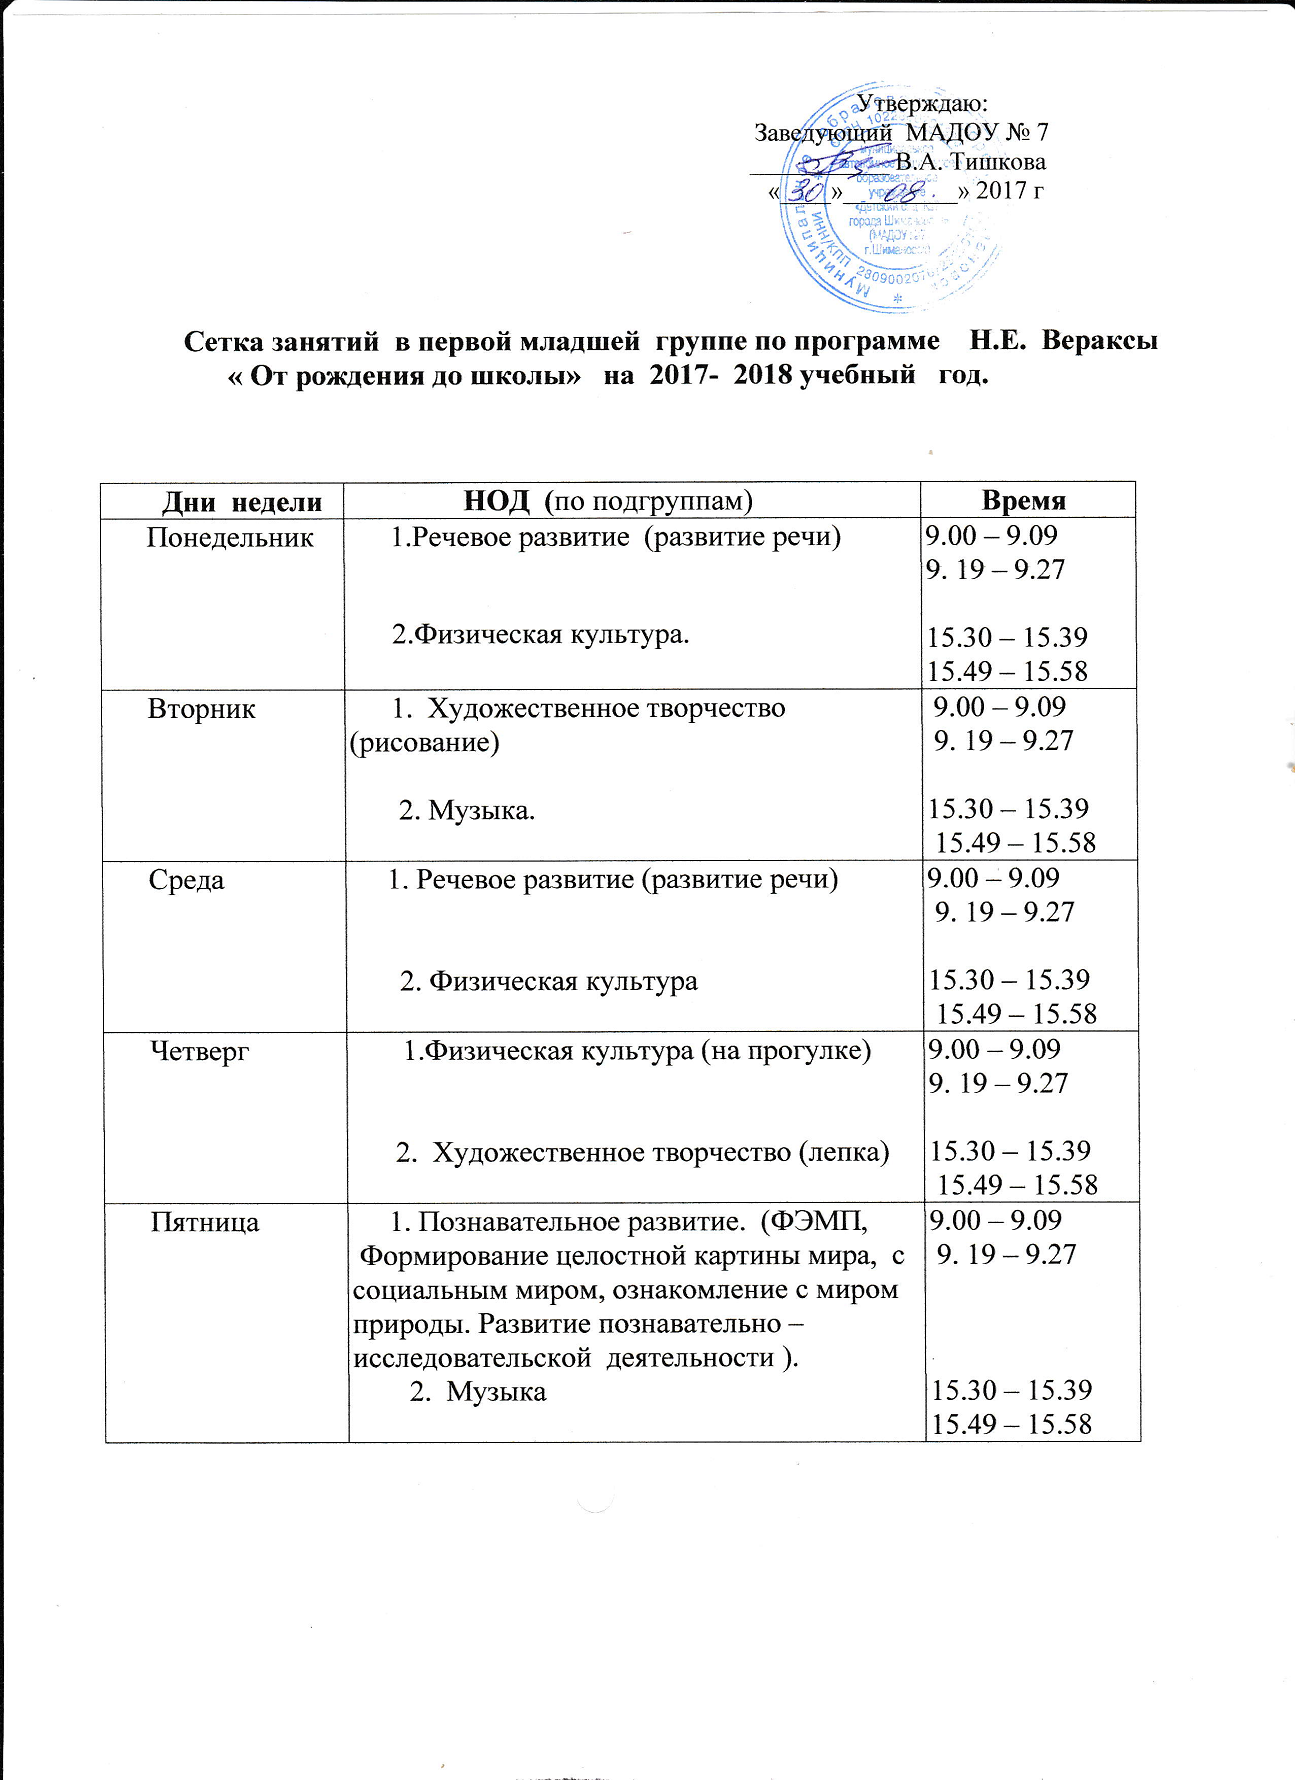 Утверждаю:
Заведующий МАДОУ № 7
В.А. Тишкова
«30» 08. » 2017 г
Сетка занятий в первой младшей группе по программе Н.Е. Вераксы
« От рождения до школы» на 2017- 2018 учебный год.
Дни недели НОД (по подгруппам) Время
Понедельник 1.Речевое развитие (развитие речи) 9.00 – 9.09
9. 19 – 9.27
2.Физическая культура. 15.30 – 15.39
15.49 – 15.58
Вторник 1. Художественное творчество 9.00 – 9.09
(рисование) 9. 19 – 9.27
2. Музыка. 15.30 – 15.39
15.49 – 15.58
Среда 1. Речевое развитие (развитие речи) 9.00 – 9.09
9. 19 – 9.27
2. Физическая культура 15.30 – 15.39
15.49 – 15.58
Четверг 1.Физическая культура (на прогулке) 9.00 – 9.09
9. 19 – 9.27
2. Художественное творчество (лепка) 15.30 – 15.39
15.49 – 15.58
Пятница 1. Познавательное развитие. (ФЭМП, 9.00 – 9.09
Формирование целостной картины мира, с 9. 19 – 9.27
социальным миром, ознакомление с миром
природы. Развитие познавательно –
исследовательской деятельности ).
2. Музыка 15.30 – 15.39
15.49 – 15.58